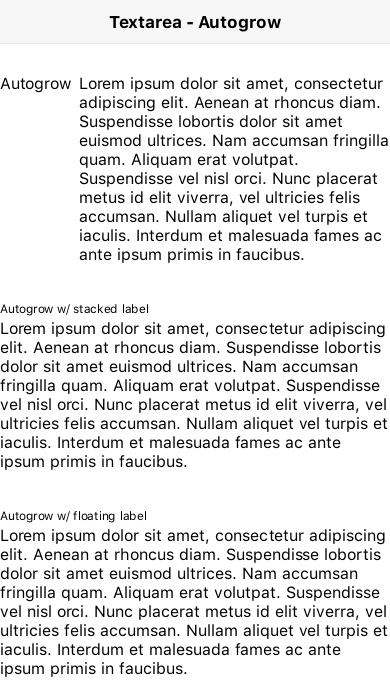 Textarea - Autogrow
Autogrow Lorem ipsum dolor sit amet, consectetur
adipiscing elit. Aenean at rhoncus diam.
Suspendisse lobortis dolor sit amet
euismod ultrices. Nam accumsan fringilla
quam. Aliquam erat volutpat.
Suspendisse vel nisl orci. Nunc placerat
metus id elit viverra, vel ultricies felis
accumsan. Nullam aliquet vel turpis et
iaculis. Interdum et malesuada fames ac
ante ipsum primis in faucibus.
Autogrow w/ stacked label
Lorem ipsum dolor sit amet, consectetur adipiscing
elit. Aenean at rhoncus diam. Suspendisse lobortis
dolor sit amet euismod ultrices. Nam accumsan
fringilla quam. Aliquam erat volutpat. Suspendisse
vel nisl orci. Nunc placerat metus id elit viverra, vel
ultricies felis accumsan. Nullam aliquet vel turpis et
iaculis. Interdum et malesuada fames ac ante
ipsum primis in faucibus.
Autogrow w/ floating label
Lorem ipsum dolor sit amet, consectetur adipiscing
elit. Aenean at rhoncus diam. Suspendisse lobortis
dolor sit amet euismod ultrices. Nam accumsan
fringilla quam. Aliquam erat volutpat. Suspendisse
vel nisl orci. Nunc placerat metus id elit viverra, vel
ultricies felis accumsan. Nullam aliquet vel turpis et
iaculis. Interdum et malesuada fames ac ante
ipsum primis in faucibus.